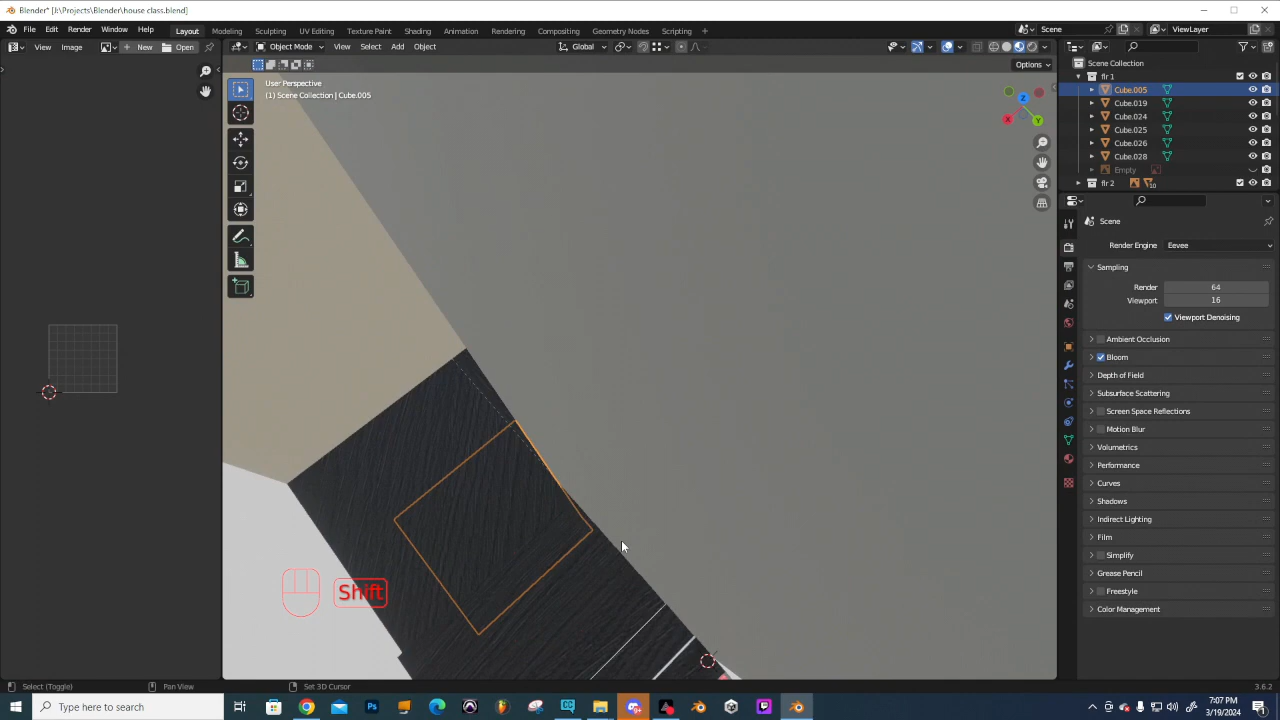 Blender* [J:\Projects\Blender\house class.blend]
File Edit Render Window Help Layout Modeling Sculpting UV Editing Texture Paint Shading Animation Rendering Compositing Geometry Nodes Scripting Scene ViewLayer
View Image New Open Object Mode View Select Add Object Global
Options
User Perspective
(1) Scene Collection | Cube.005
Z
X
Y
Shift
Scene Collection
flr 1
Cube.005
Cube.019
Cube.024
Cube.025
Cube.026
Cube.028
Empty
flr 2 10
Scene
Render Engine Eevee
Sampling
Render 64
Viewport 16
Viewport Denoising
Ambient Occlusion
Bloom
Depth of Field
Subsurface Scattering
Screen Space Reflections
Motion Blur
Volumetrics
Performance
Curves
Shadows
Indirect Lighting
Film
Simplify
Grease Pencil
Freestyle
Color Management
Select (Toggle) Pan View Set 3D Cursor 3.6.2
Type here to search
7:07 PM
3/19/2024